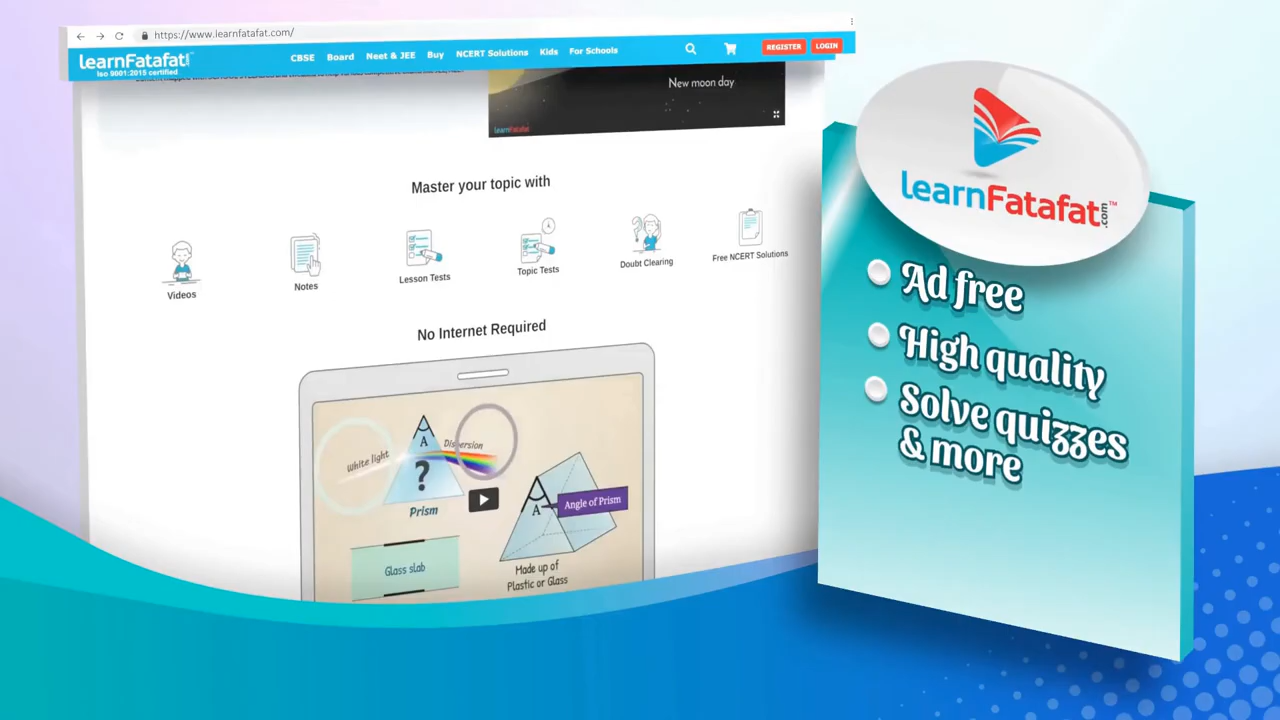 https://www.learnfatafat.com/
learnFatafat
Iso 9001:2015 certified
CBSE Board Neet & JEE Buy NCERT Solutions Kids For Schools
REGISTER LOGIN
New moon day
learnFatafat
Master your topic with
Videos Notes Lesson Tests Topic Tests Doubt Clearing Free NCERT Solutions
No Internet Required
White light
A
Dispersion
?
Prism
A
Angle of Prism
Glass slab
Made up of
Plastic or Glass
learnFatafat.com™
Ad free
High quality
Solve quizzes
& more